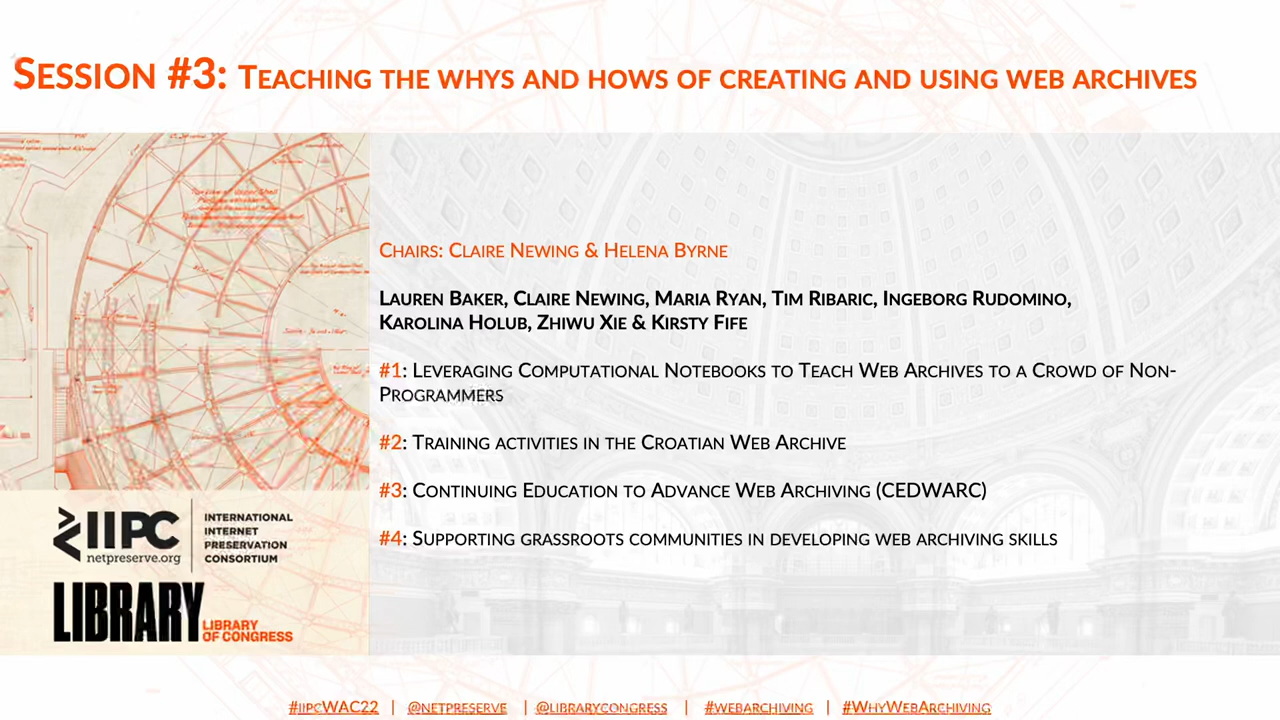 Session #3: Teaching the whys and hows of creating and using web archives
Chairs: Claire Newing & Helena Byrne
Lauren Baker, Claire Newing, Maria Ryan, Tim Ribaric, Ingeborg Rudomino,
Karolina Holub, Zhiwu Xie & Kirsty Fife
#1: Leveraging Computational Notebooks to Teach Web Archives to a Crowd of Non-
Programmers
#2: Training activities in the Croatian Web Archive
#3: Continuing Education to Advance Web Archiving (CEDWARC)
#4: Supporting grassroots communities in developing web archiving skills
IIPC
netpreserve.org
INTERNATIONAL
INTERNET
PRESERVATION
CONSORTIUM
LIBRARY
LIBRARY
OF CONGRESS
#iipcWAC22 | @netpreserve | @librarycongress | #webarchiving | #WhyWebArchiving